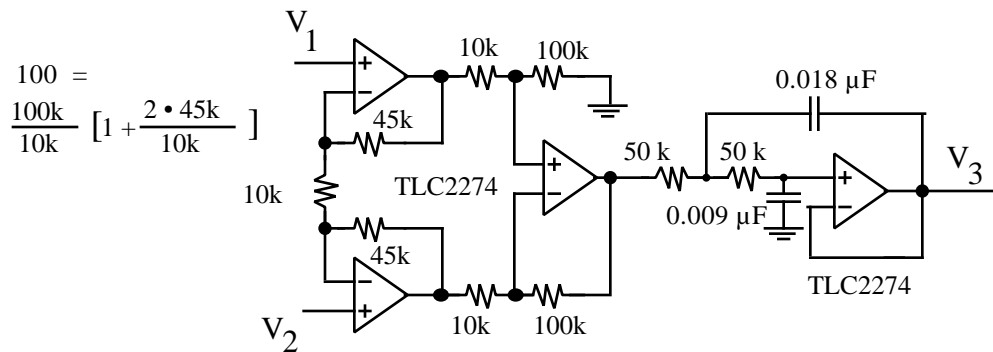 V1
10k
100k
0.018 µF
100 =
100k
10k
[1 +
2 • 45k
10k
]
45k
50 k
50 k
V3
10k
TLC2274
0.009 µF
45k
TLC2274
V2
10k
100k